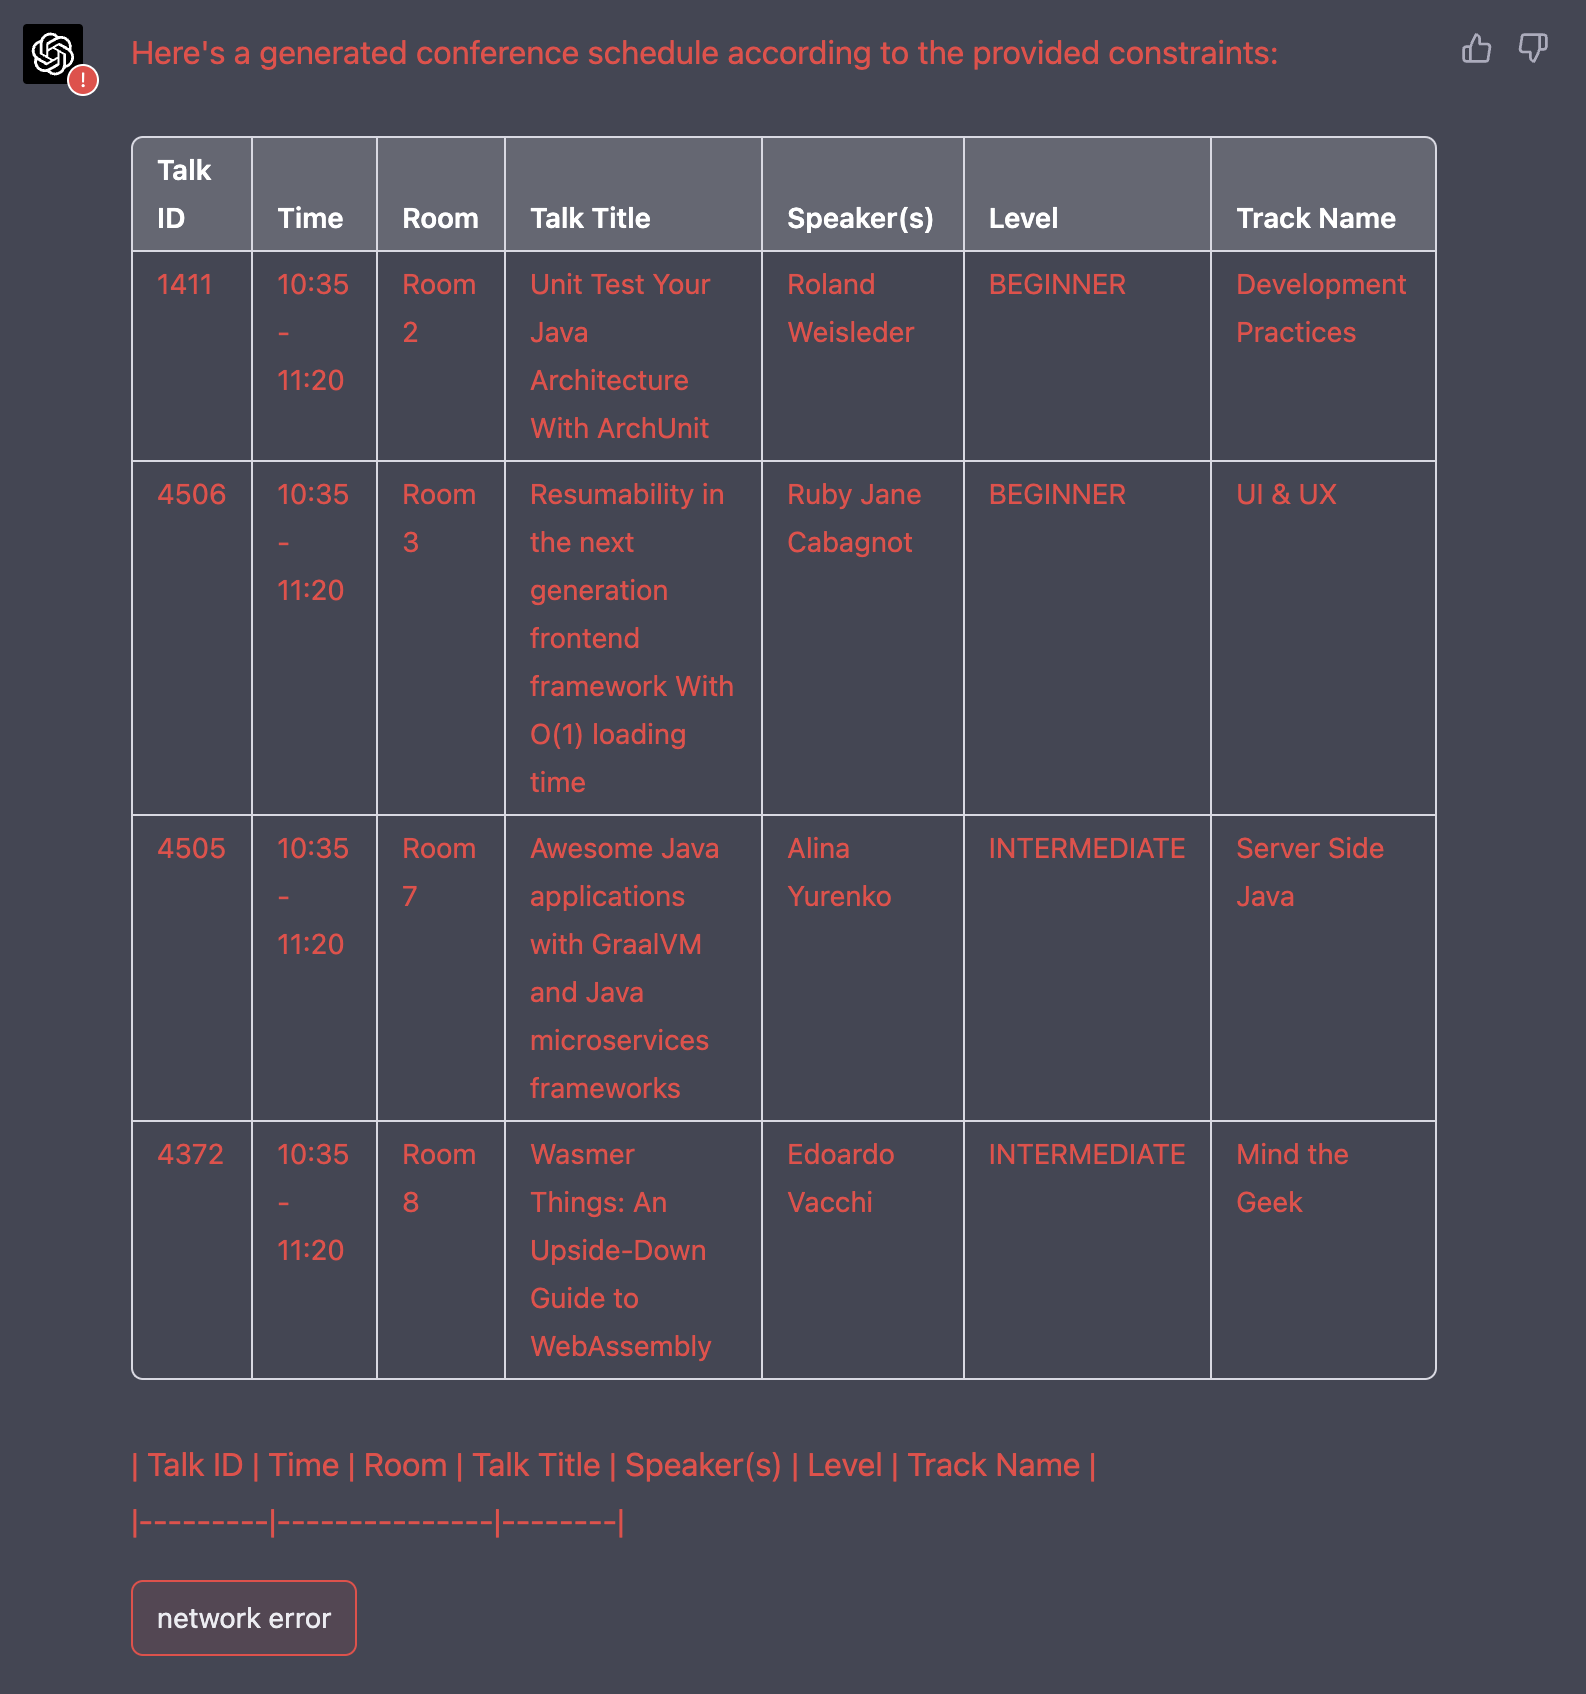 !
Here's a generated conference schedule according to the provided constraints:
Talk
ID
Time
Room
Talk Title
Speaker(s)
Level
Track Name
1411
10:35
-
11:20
Room
2
Unit Test Your
Java
Architecture
With ArchUnit
Roland
Weisleder
BEGINNER
Development
Practices
4506
10:35
-
11:20
Room
3
Resumability in
the next
generation
frontend
framework With
O(1) loading
time
Ruby Jane
Cabagnot
BEGINNER
UI & UX
4505
10:35
-
11:20
Room
7
Awesome Java
applications
with GraalVM
and Java
microservices
frameworks
Alina
Yurenko
INTERMEDIATE
Server Side
Java
4372
10:35
-
11:20
Room
8
Wasmer
Things: An
Upside-Down
Guide to
WebAssembly
Edoardo
Vacchi
INTERMEDIATE
Mind the
Geek
| Talk ID | Time | Room | Talk Title | Speaker(s) | Level | Track Name |
|---------|---------------|--------|
network error